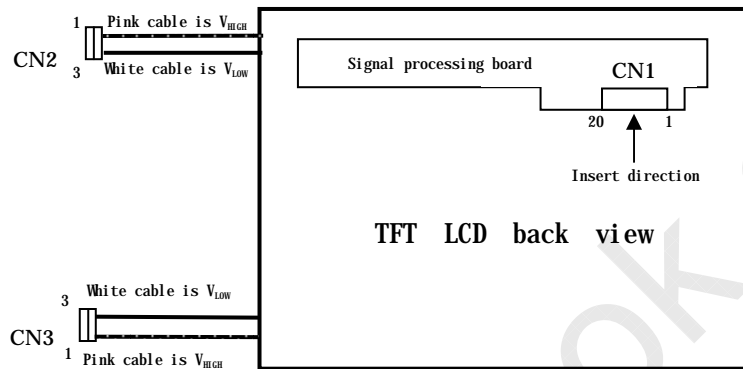 1 Pink cable is VHIGH
CN2
3 White cable is VLOW
Signal processing board
CN1
20 1
Insert direction
TFT LCD back view
3 White cable is VLOW
CN3
1 Pink cable is VHIGH
ok